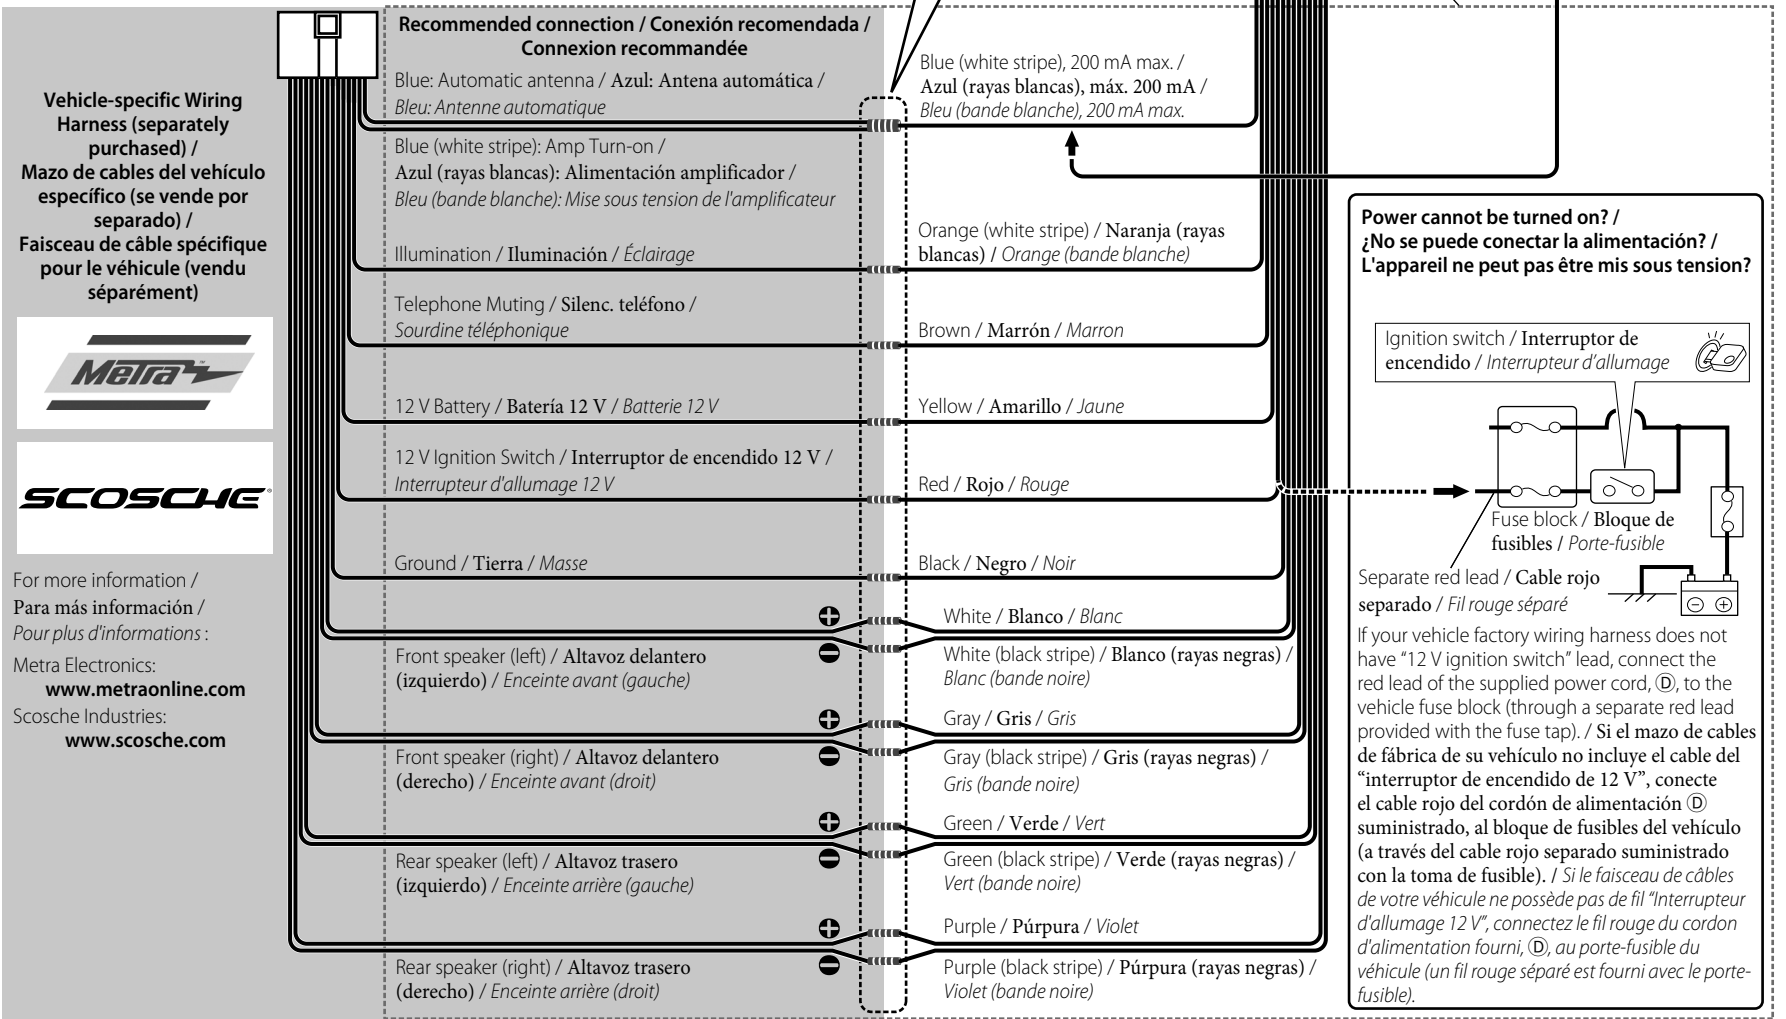 Vehicle-specific Wiring
Harness (separately
purchased) /
Mazo de cables del vehículo
específico (se vende por
separado) /
Faisceau de câble spécifique
pour le véhicule (vendu
séparément)
Metra™
SCOSCHE®
For more information /
Para más información /
Pour plus d'informations :
Metra Electronics:
www.metraonline.com
Scosche Industries:
www.scosche.com
Recommended connection / Conexión recomendada /
Connexion recommandée
Blue: Automatic antenna / Azul: Antena automática /
Bleu: Antenne automatique
Blue (white stripe), 200 mA max. /
Azul (rayas blancas), máx. 200 mA /
Bleu (bande blanche), 200 mA max.
Blue (white stripe): Amp Turn-on /
Azul (rayas blancas): Alimentación amplificador /
Bleu (bande blanche): Mise sous tension de l'amplificateur
Illumination / Iluminación / Éclairage
Orange (white stripe) / Naranja (rayas
blancas) / Orange (bande blanche)
Telephone Muting / Silenc. teléfono /
Sourdine téléphonique
Brown / Marrón / Marron
12 V Battery / Batería 12 V / Batterie 12 V
Yellow / Amarillo / Jaune
12 V Ignition Switch / Interruptor de encendido 12 V /
Interrupteur d'allumage 12 V
Red / Rojo / Rouge
Ground / Tierra / Masse
Black / Negro / Noir
⊕
White / Blanco / Blanc
Front speaker (left) / Altavoz delantero
(izquierdo) / Enceinte avant (gauche)
⊖
White (black stripe) / Blanco (rayas negras) /
Blanc (bande noire)
⊕
Gray / Gris / Gris
Front speaker (right) / Altavoz delantero
(derecho) / Enceinte avant (droit)
⊖
Gray (black stripe) / Gris (rayas negras) /
Gris (bande noire)
⊕
Green / Verde / Vert
Rear speaker (left) / Altavoz trasero
(izquierdo) / Enceinte arrière (gauche)
⊖
Green (black stripe) / Verde (rayas negras) /
Vert (bande noire)
⊕
Purple / Púrpura / Violet
Rear speaker (right) / Altavoz trasero
(derecho) / Enceinte arrière (droit)
⊖
Purple (black stripe) / Púrpura (rayas negras) /
Violet (bande noire)
Power cannot be turned on? /
¿No se puede conectar la alimentación? /
L'appareil ne peut pas être mis sous tension?
Ignition switch / Interruptor de
encendido / Interrupteur d'allumage
Fuse block / Bloque de
fusibles / Porte-fusible
Separate red lead / Cable rojo
separado / Fil rouge séparé
⊖ ⊕
If your vehicle factory wiring harness does not
have “12 V ignition switch” lead, connect the
red lead of the supplied power cord, Ⓓ, to the
vehicle fuse block (through a separate red lead
provided with the fuse tap). / Si el mazo de cables
de fábrica de su vehículo no incluye el cable del
“interruptor de encendido de 12 V”, conecte
el cable rojo del cordón de alimentación Ⓓ
suministrado, al bloque de fusibles del vehículo
(a través del cable rojo separado suministrado
con la toma de fusible). / Si le faisceau de câbles
de votre véhicule ne possède pas de fil “Interrupteur
d'allumage 12 V”, connectez le fil rouge du cordon
d'alimentation fourni, Ⓓ, au porte-fusible du
véhicule (un fil rouge séparé est fourni avec le porte-
fusible).